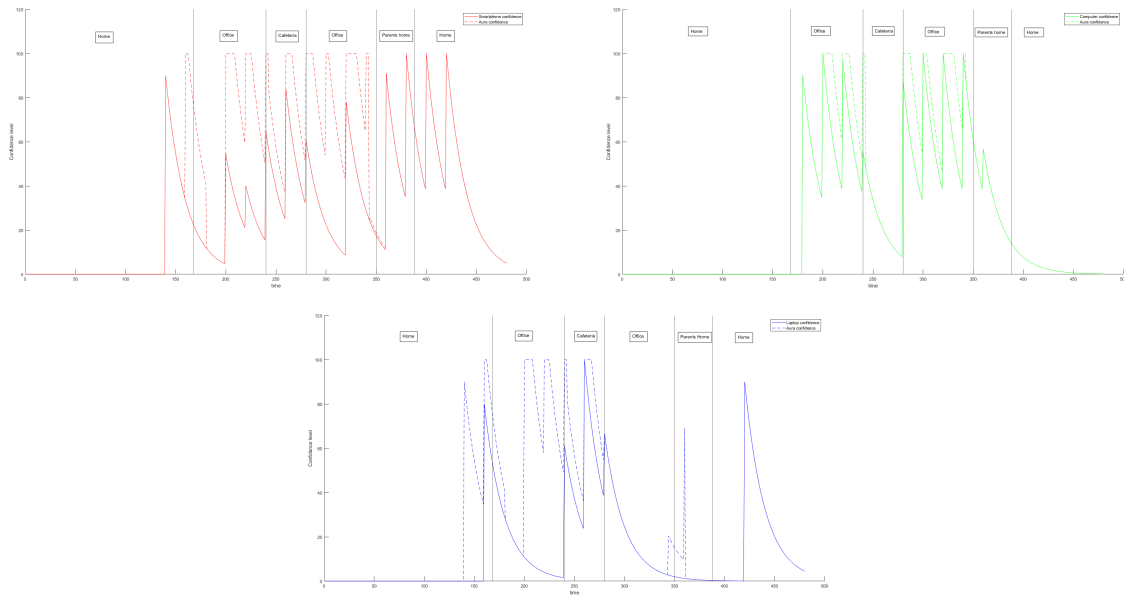 Smartphone confidence
Aura confidence
Home
Office
Cafeteria
Office
Parents home
Home
120
100
80
60
40
20
0
Confidence level
0
50
100
150
200
250
300
350
400
450
500
time
Computer confidence
Aura confidence
Home
Office
Cafeteria
Office
Parents home
Home
120
100
80
60
40
20
0
Confidence level
0
50
100
150
200
250
300
350
400
450
500
time
Laptop confidence
Aura confidence
Home
Office
Cafeteria
Office
Parents Home
Home
120
100
80
60
40
20
0
Confidence level
0
50
100
150
200
250
300
350
400
450
500
time